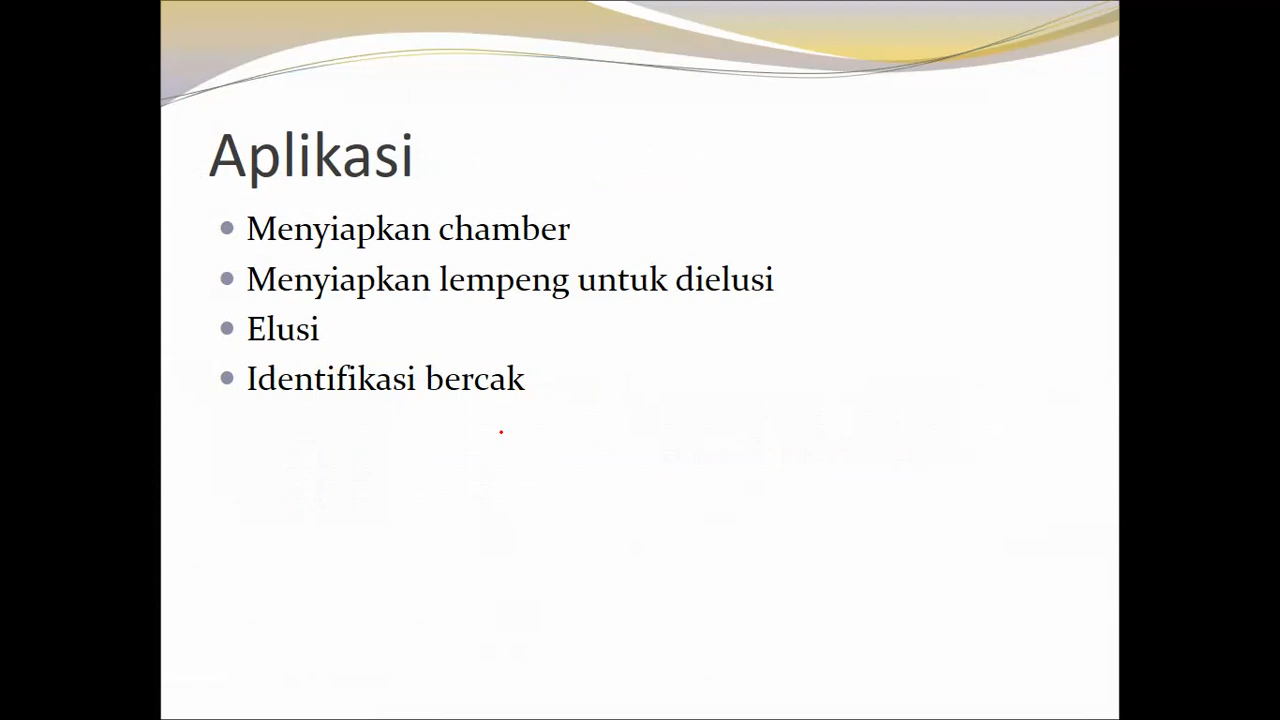 Aplikasi
Menyiapkan chamber
Menyiapkan lempeng untuk dielusi
Elusi
Identifikasi bercak